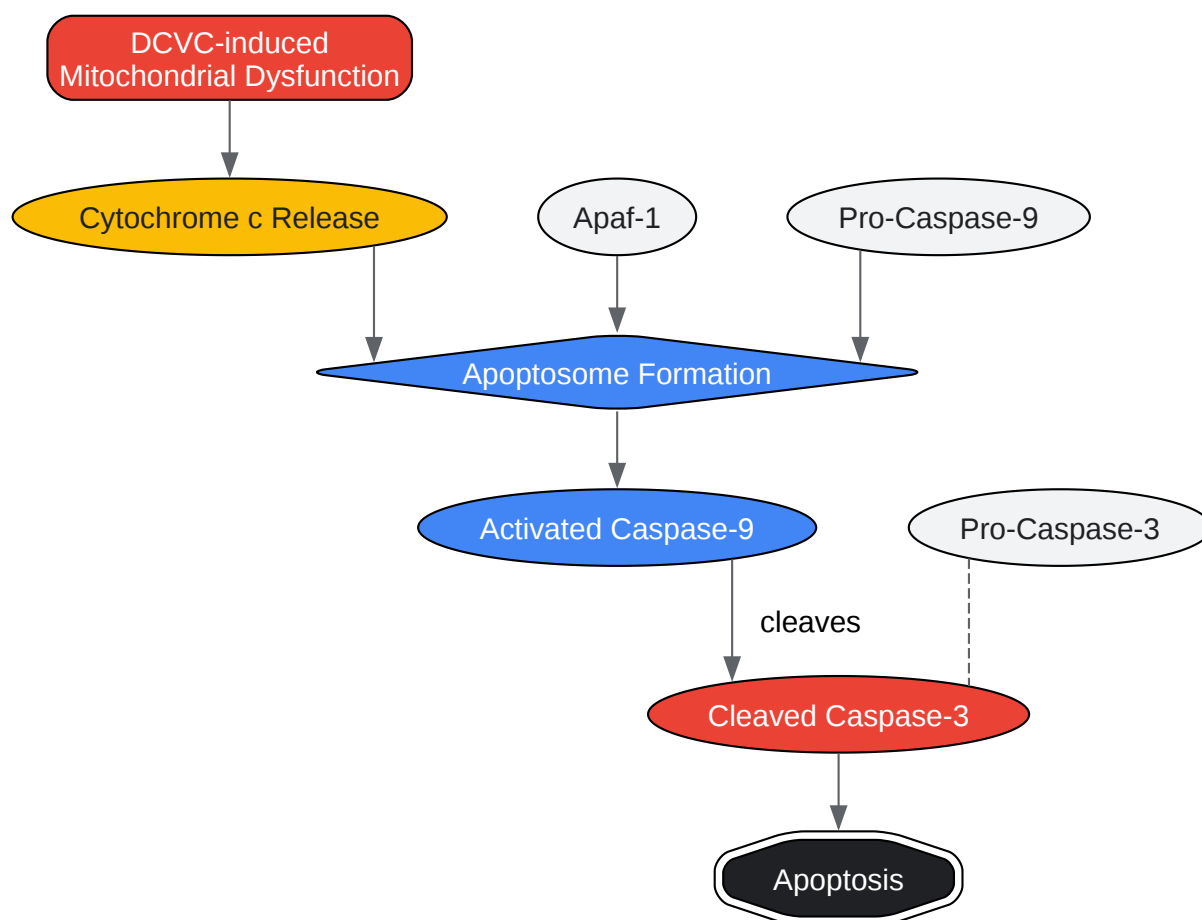 DCVC-induced
Mitochondrial Dysfunction
Cytochrome c Release
Apaf-1
Pro-Caspase-9
Apoptosome Formation
Activated Caspase-9
Pro-Caspase-3
cleaves
Cleaved Caspase-3
Apoptosis